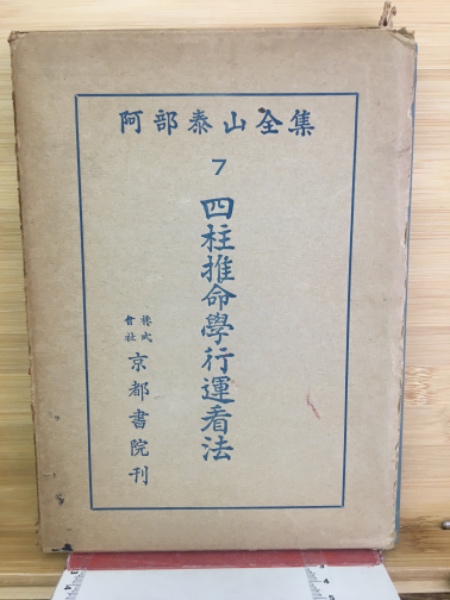 阿部泰山全集
7
四柱推命學行運看法
株式
會社
京都書院刊